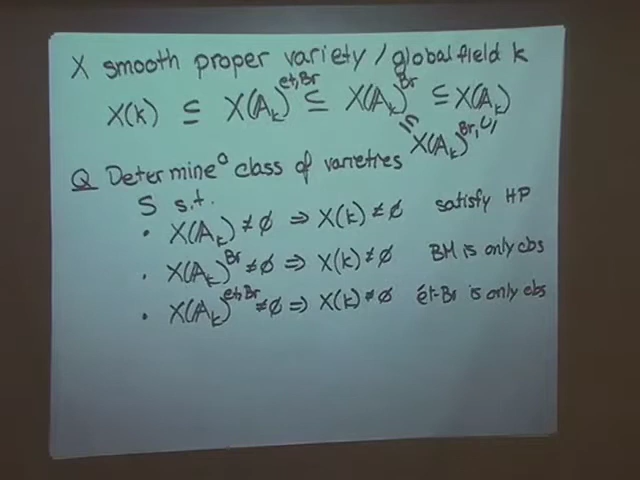 X smooth proper variety / global field k
X(k) ⊆ X(A_k)^{et,Br} ⊆ X(A_k)^{Br} ⊆ X(A_k)
⊆ X(A_k)^{Br,
Q Determine class of varieties
S s.t.
• X(A_k) ≠ ∅ ⇒ X(k) ≠ ∅ satisfy HP
• X(A_k)^{Br} ≠ ∅ ⇒ X(k) ≠ ∅ BM is only obs
• X(A_k)^{et,Br} ≠ ∅ ⇒ X(k) ≠ ∅ ét-Br is only obs